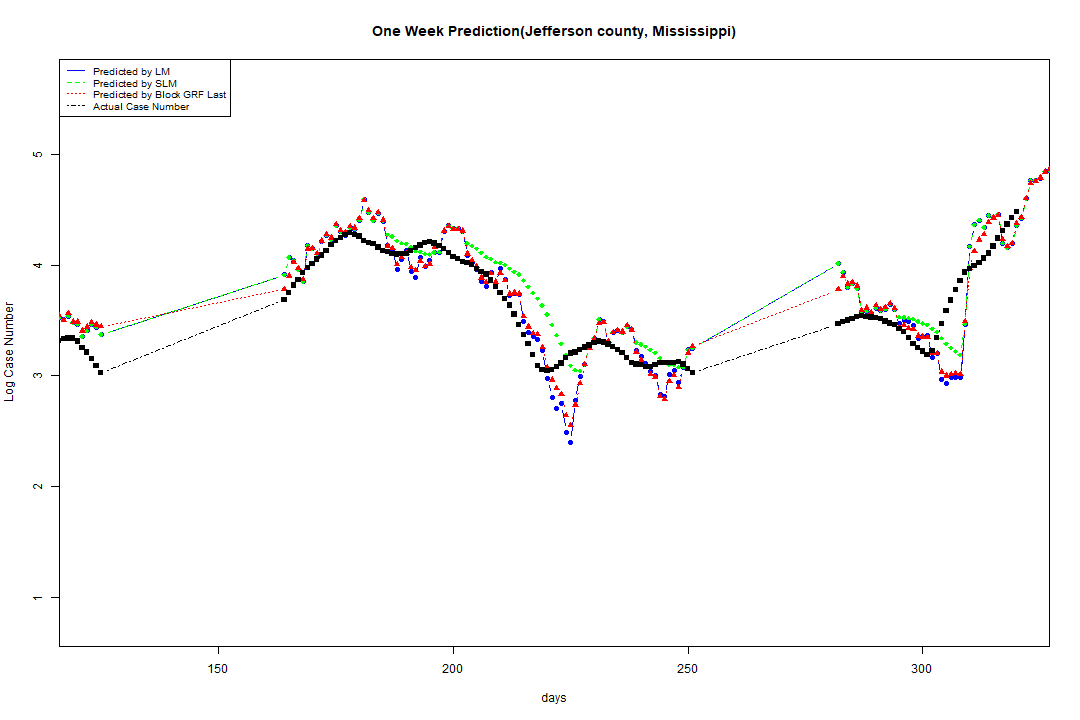 One Week Prediction(Jefferson county, Mississippi)
Predicted by LM
Predicted by SLM
Predicted by Block GRF Last
Actual Case Number
5
4
3
2
1
Log Case Number
150
200
250
300
days